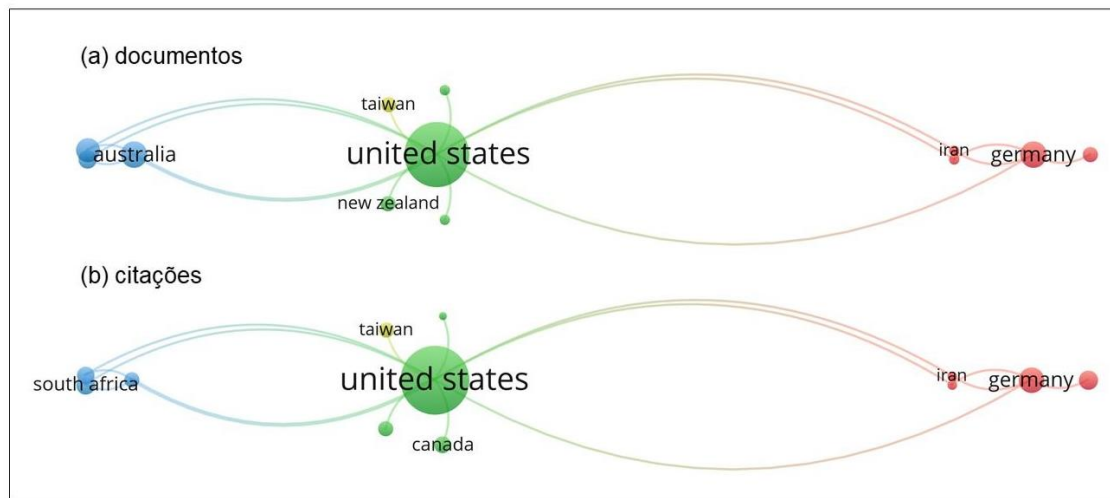 (a) documentos
taiwan
australia
united states
iran
germany
new zealand
(b) citações
taiwan
south africa
united states
iran
germany
canada